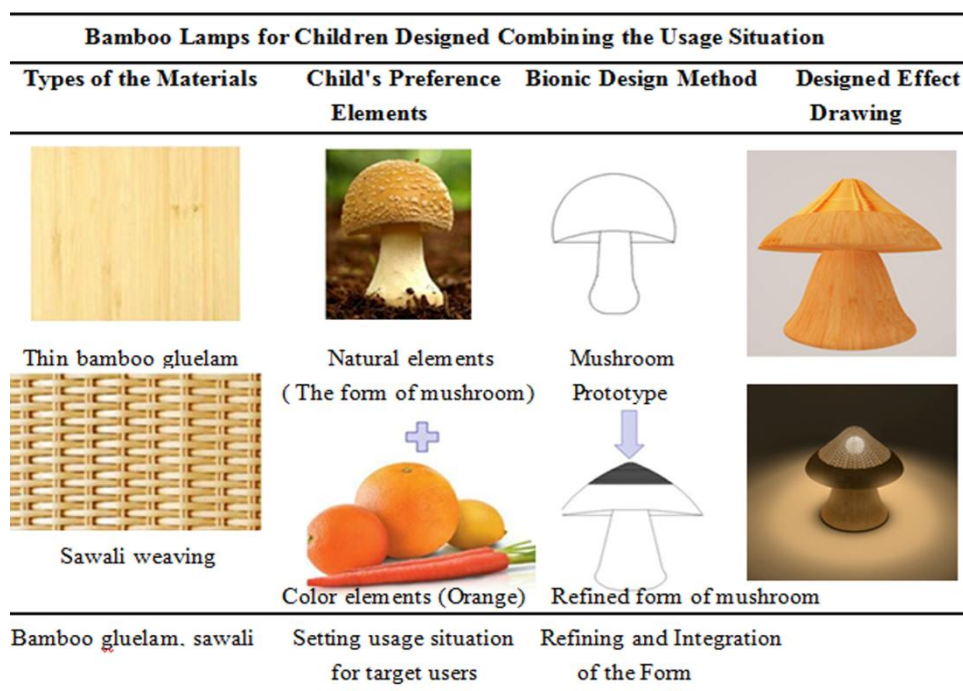 Bamboo Lamps for Children Designed Combining the Usage Situation
Types of the Materials
Child's Preference
Elements
Bionic Design Method
Designed Effect
Drawing
Thin bamboo gluelam
Natural elements
( The form of mushroom)
Mushroom
Prototype
Sawali weaving
Color elements (Orange)
Refined form of mushroom
Bamboo gluelam. sawali
Setting usage situation
for target users
Refining and Integration
of the Form